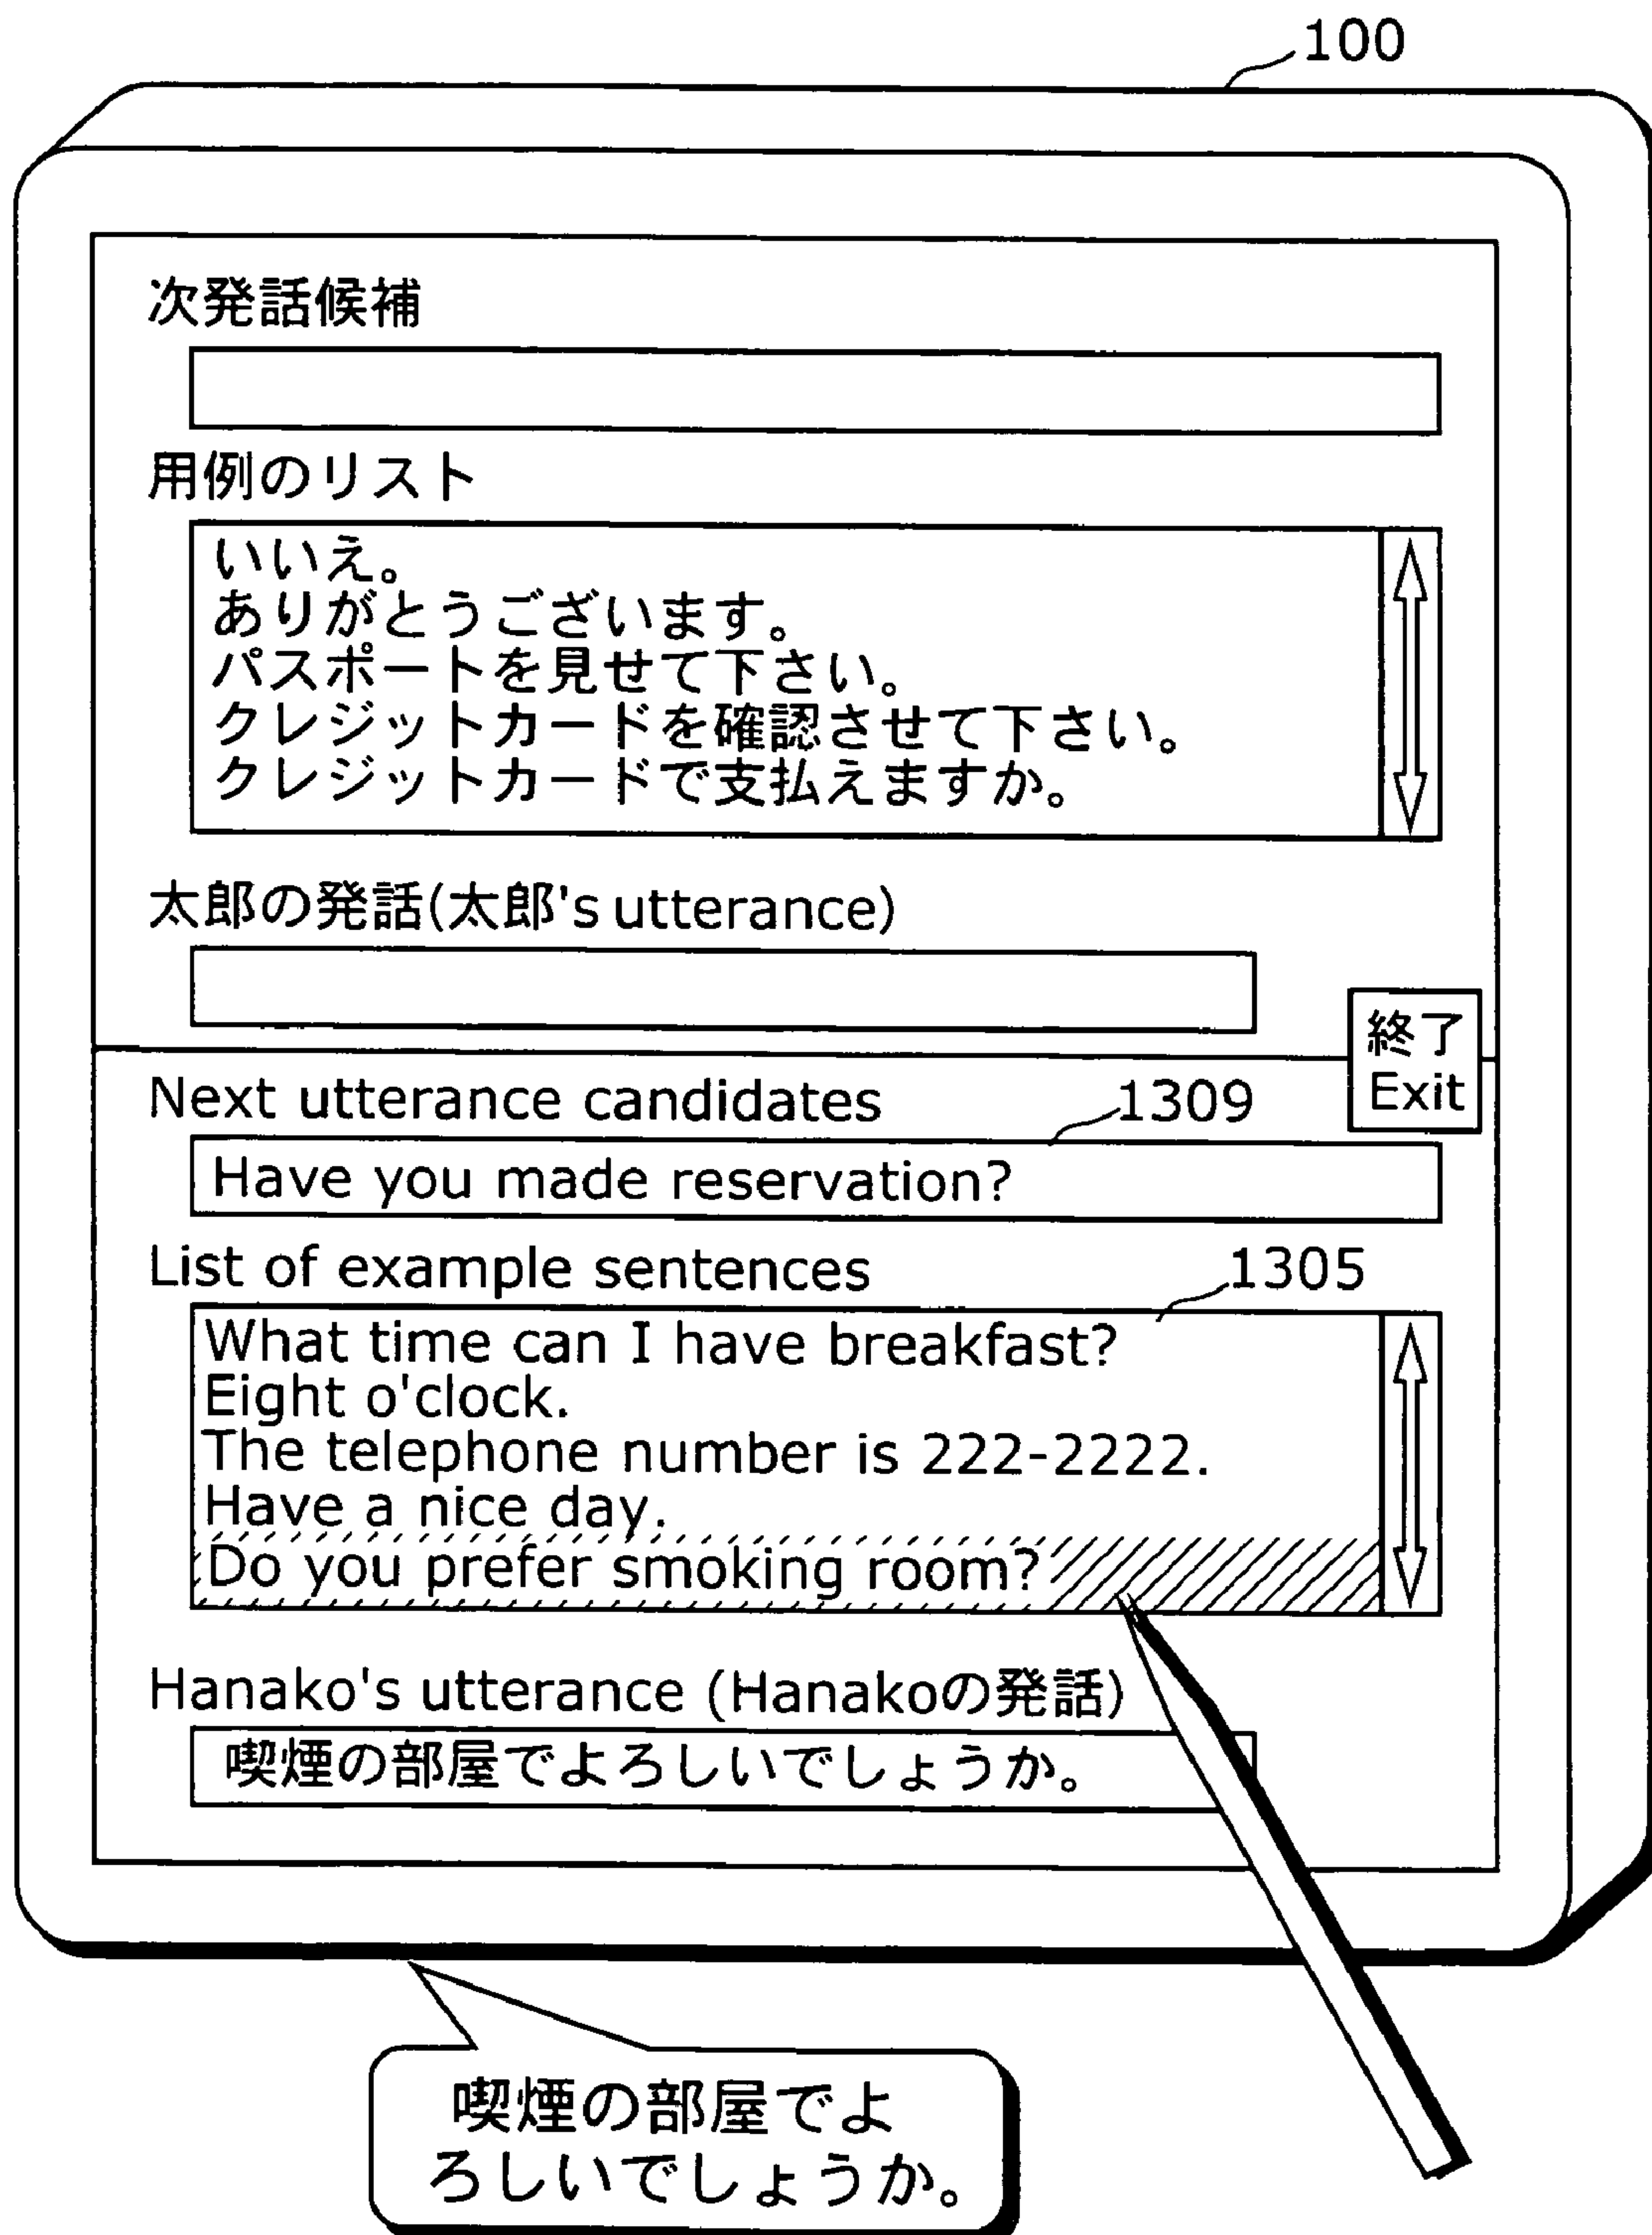 100
次発話候補
用例のリスト
いいえ。
ありがとうございます。
パスポートを見せて下さい。
クレジットカードを確認させて下さい。
クレジットカードで支払えますか。
太郎の発話(太郎's utterance)
終了
Exit
Next utterance candidates
1309
Have you made reservation?
List of example sentences
1305
What time can I have breakfast?
Eight o'clock.
The telephone number is 222-2222.
Have a nice day.
Do you prefer smoking room?
Hanako's utterance (Hanakoの発話)
喫煙の部屋でよろしいでしょうか。
喫煙の部屋でよ
ろしいでしょうか。